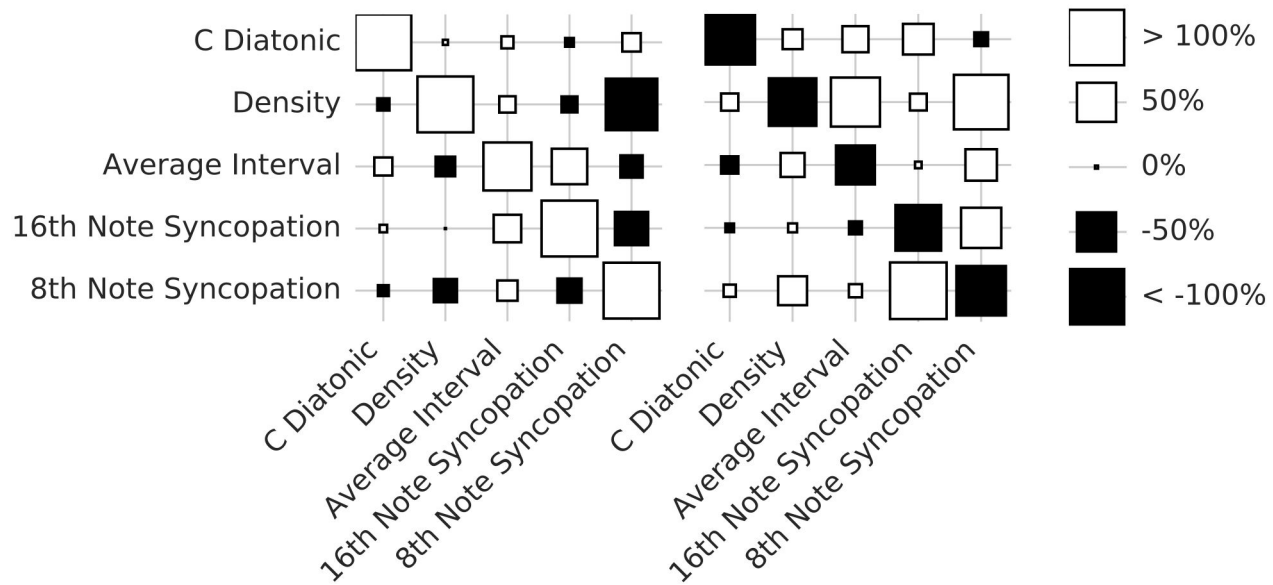 C Diatonic
Density
Average Interval
16th Note Syncopation
8th Note Syncopation
C Diatonic
Density
Average Interval
16th Note Syncopation
8th Note Syncopation
C Diatonic
Density
Average Interval
16th Note Syncopation
8th Note Syncopation
> 100%
50%
0%
-50%
< -100%